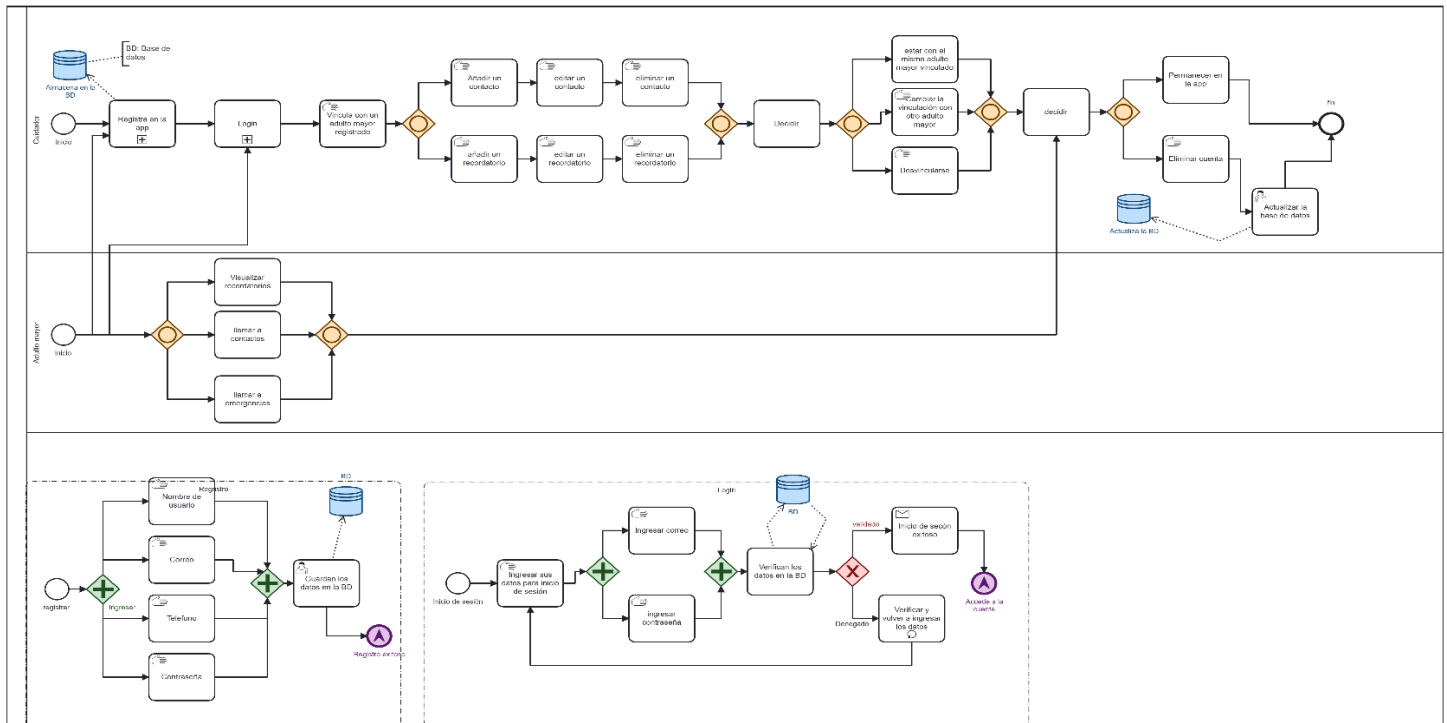 Cuidador
BD: Base de
datos
Almacena en la
BD
Inicio
Registra en la
app
Login
Vincula con un
adulto mayor
registrado
Añadir un
contacto
editar un
contacto
eliminar un
contacto
añadir un
recordatorio
editar un
recordatorio
eliminar un
recordatorio
Decidir
estar con el
mismo adulto
mayor vinculado
Cambiar la
vinculación con
otro adulto
mayor
Desvincularse
decidir
Permanecer en
la app
Eliminar cuenta
fin
Actualizar la
base de datos
Actualiza la BD
Adulto mayor
Inicio
Visualizar
recordatorios
llamar a
contactos
llamar a
emergencias
Registro
registrar
Ingresar
Nombre de
usuario
Correo
Telefono
Contraseña
BD
Guardan los
datos en la BD
Registro exitoso
Login
Inicio de sesión
Ingresar sus
datos para inicio
de sesión
Ingresar correo
ingresar
contraseña
BD
Verifican los
datos en la BD
validado
Denegado
Inicio de secón
exitoso
Verificar y
volver a ingresar
los datos
Accede a la
cuenta